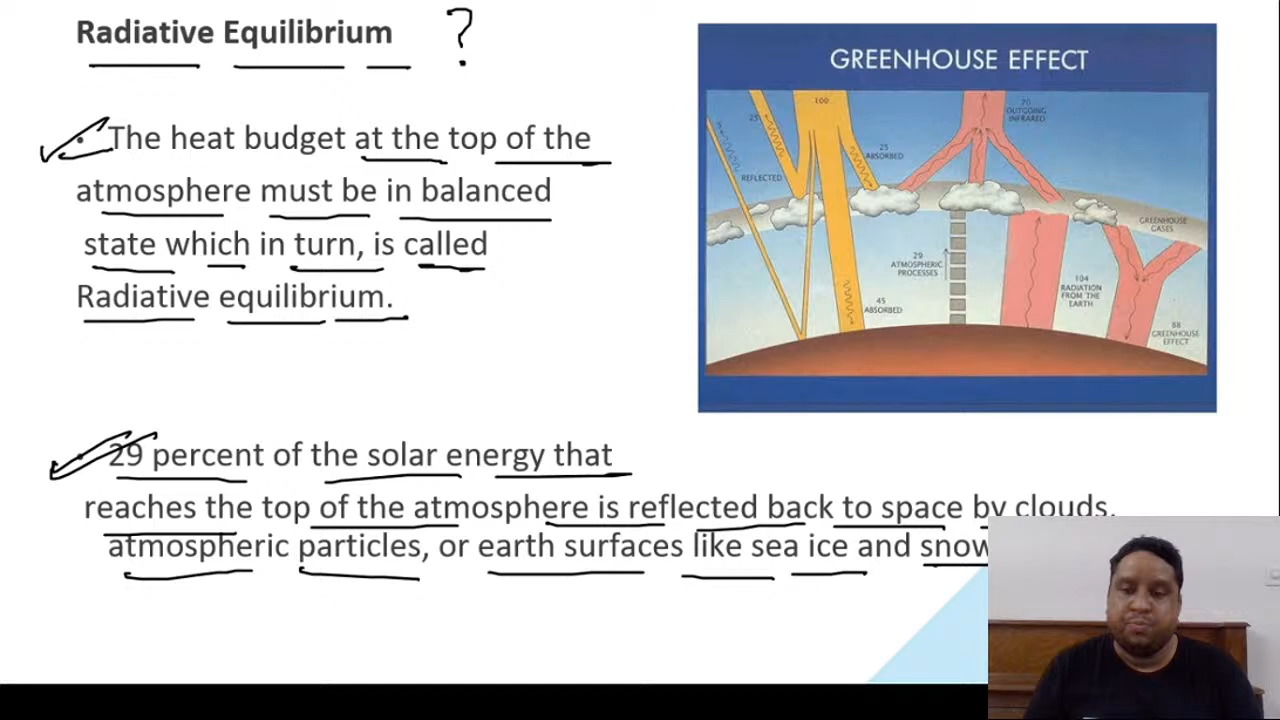 Radiative Equilibrium ?
The heat budget at the top of the
atmosphere must be in balanced
state which in turn, is called
Radiative equilibrium.
GREENHOUSE EFFECT
100
70
OUTGOING
INFRARED
25
25
ABSORBED
REFLECTED
GREENHOUSE
GASES
29
ATMOSPHERIC
PROCESSES
104
RADIATION
FROM THE
EARTH
45
ABSORBED
88
GREENHOUSE
EFFECT
• 29 percent of the solar energy that
reaches the top of the atmosphere is reflected back to space by clouds,
atmospheric particles, or earth surfaces like sea ice and snow